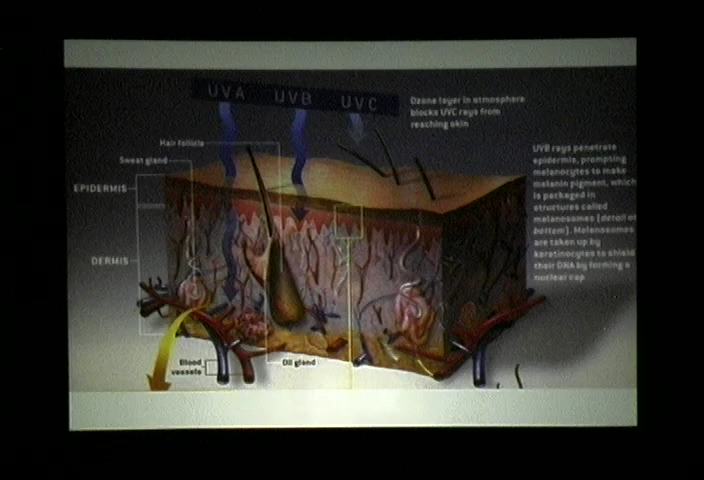 UVA UVB UVC
Ozone layer in atmosphere
blocks UVC rays from
reaching skin
Hair follicle
Sweat gland
EPIDERMIS
DERMIS
UVB rays penetrate
epidermis, prompting
melanocytes to make
melanin pigment, which
is packaged in
structures called
melanosomes (detail at
bottom). Melanosomes
are taken up by
keratinocytes to shield
their DNA by forming a
nuclear cap
Blood
vessels
Oil gland